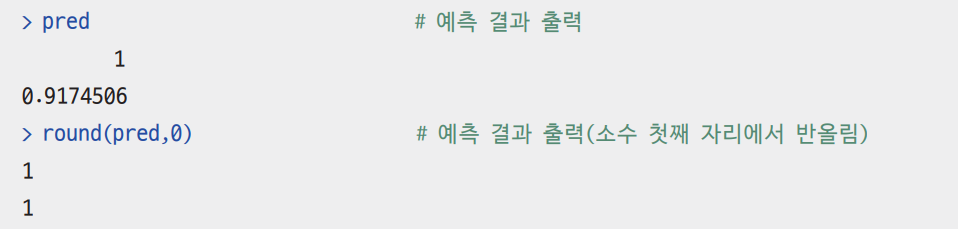 > pred # 예측 결과 출력
1
0.9174506
> round(pred,0) # 예측 결과 출력(소수 첫째 자리에서 반올림)
1
1